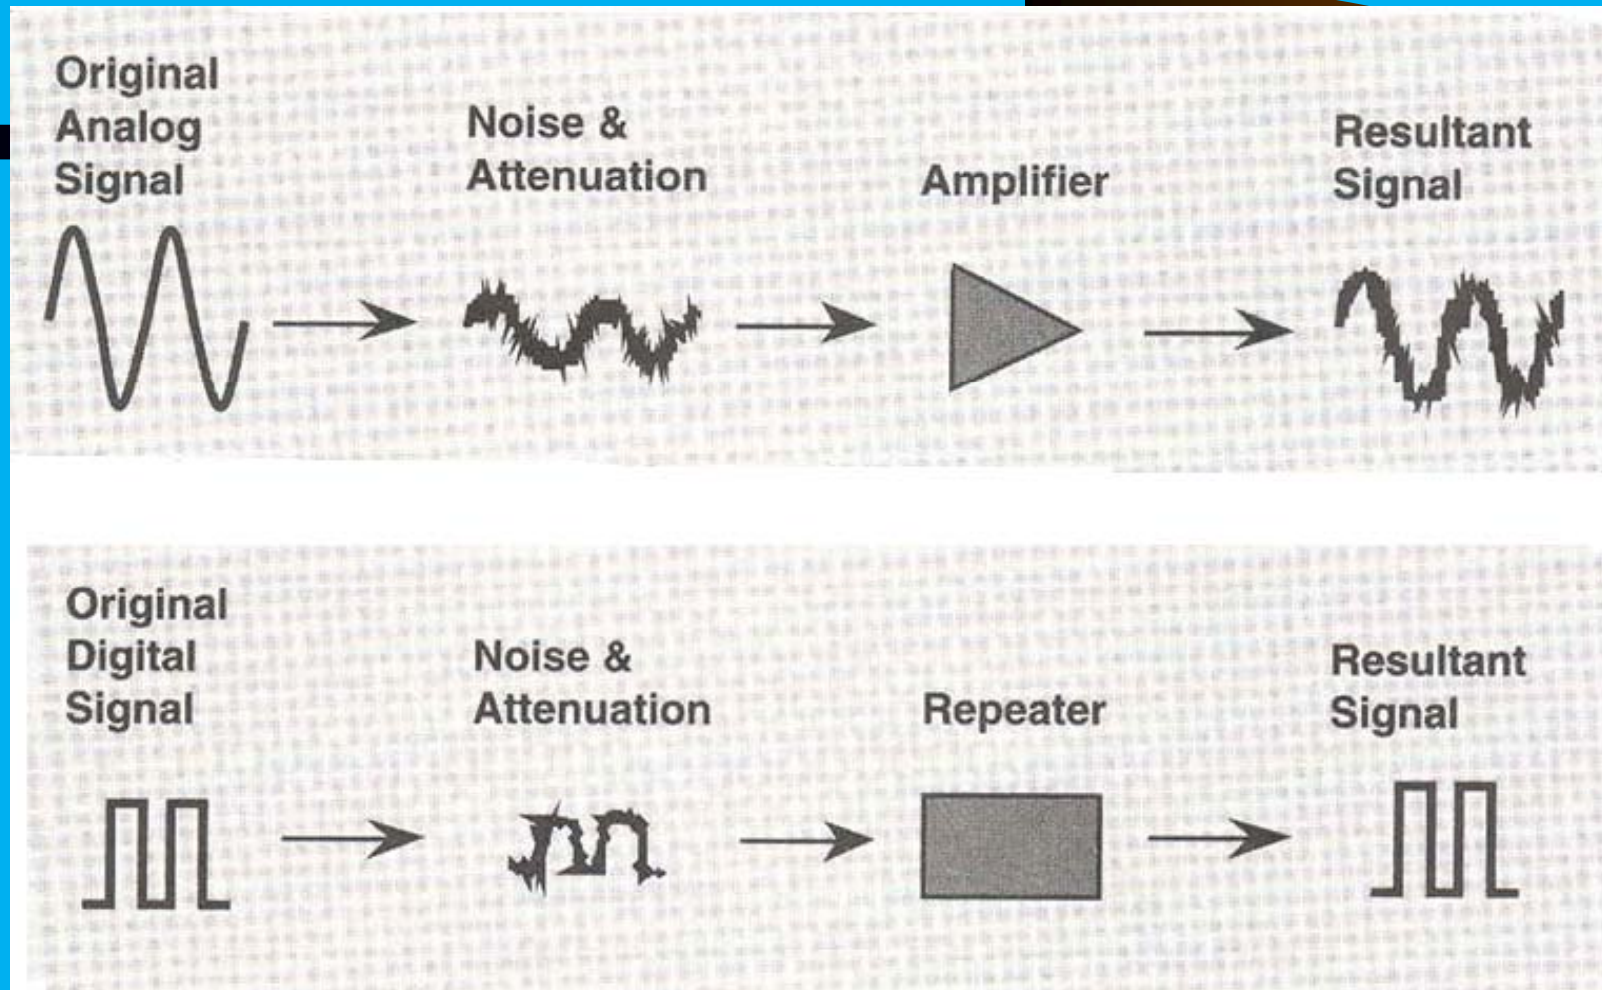 Original
Analog
Signal
Noise &
Attenuation
Amplifier
Resultant
Signal
Original
Digital
Signal
Noise &
Attenuation
Repeater
Resultant
Signal